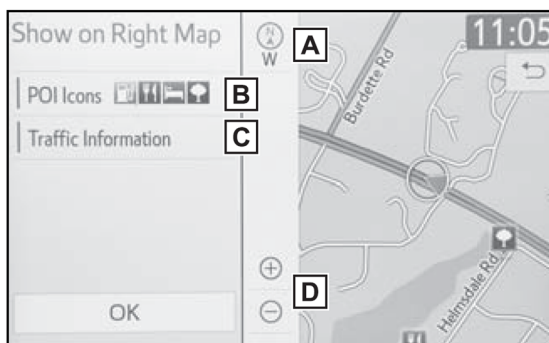 Show on Right Map
N
W
A
11:05
POI Icons
B
Traffic Information
C
Burdette Rd
Helmsdale Rd
D
OK